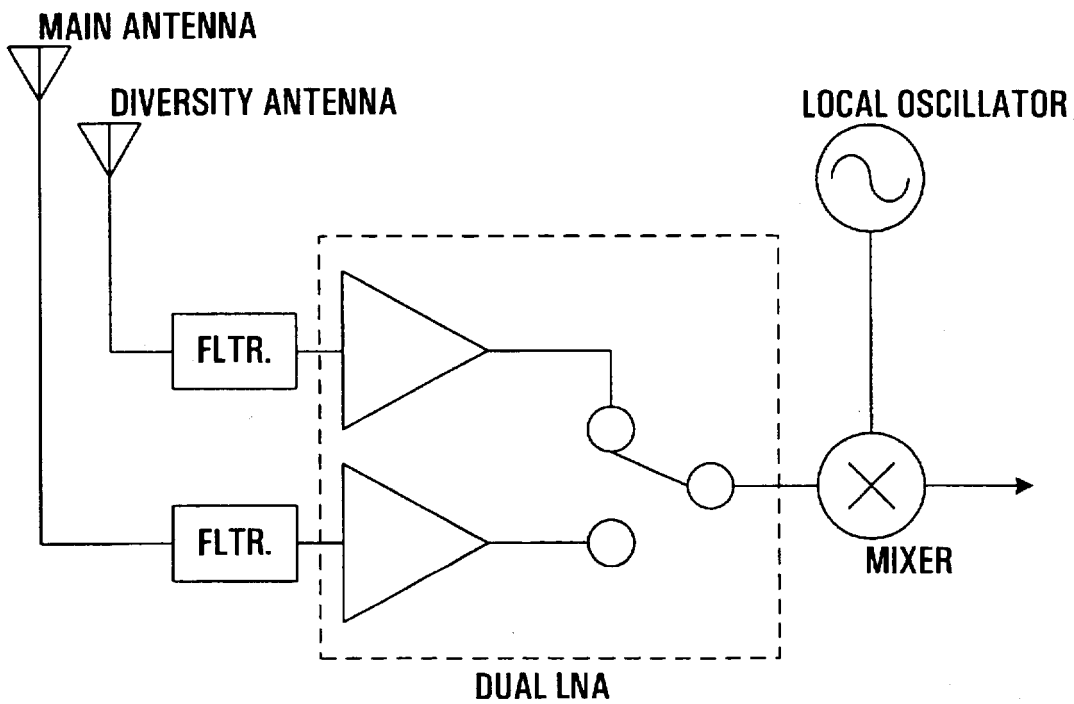 MAIN ANTENNA
DIVERSITY ANTENNA
LOCAL OSCILLATOR
FLTR.
FLTR.
MIXER
DUAL LNA